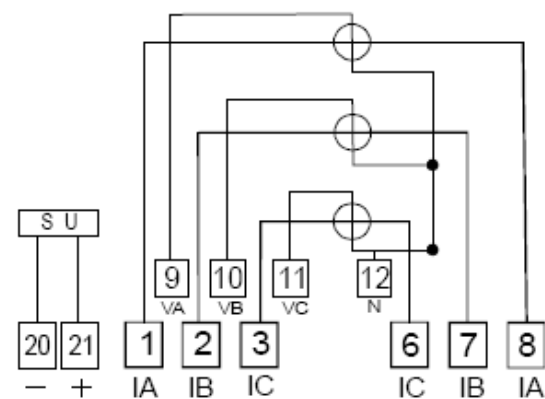 S U
9 10 11 12
VA VB VC N
20 21 1 2 3 6 7 8
− + IA IB IC IC IB IA